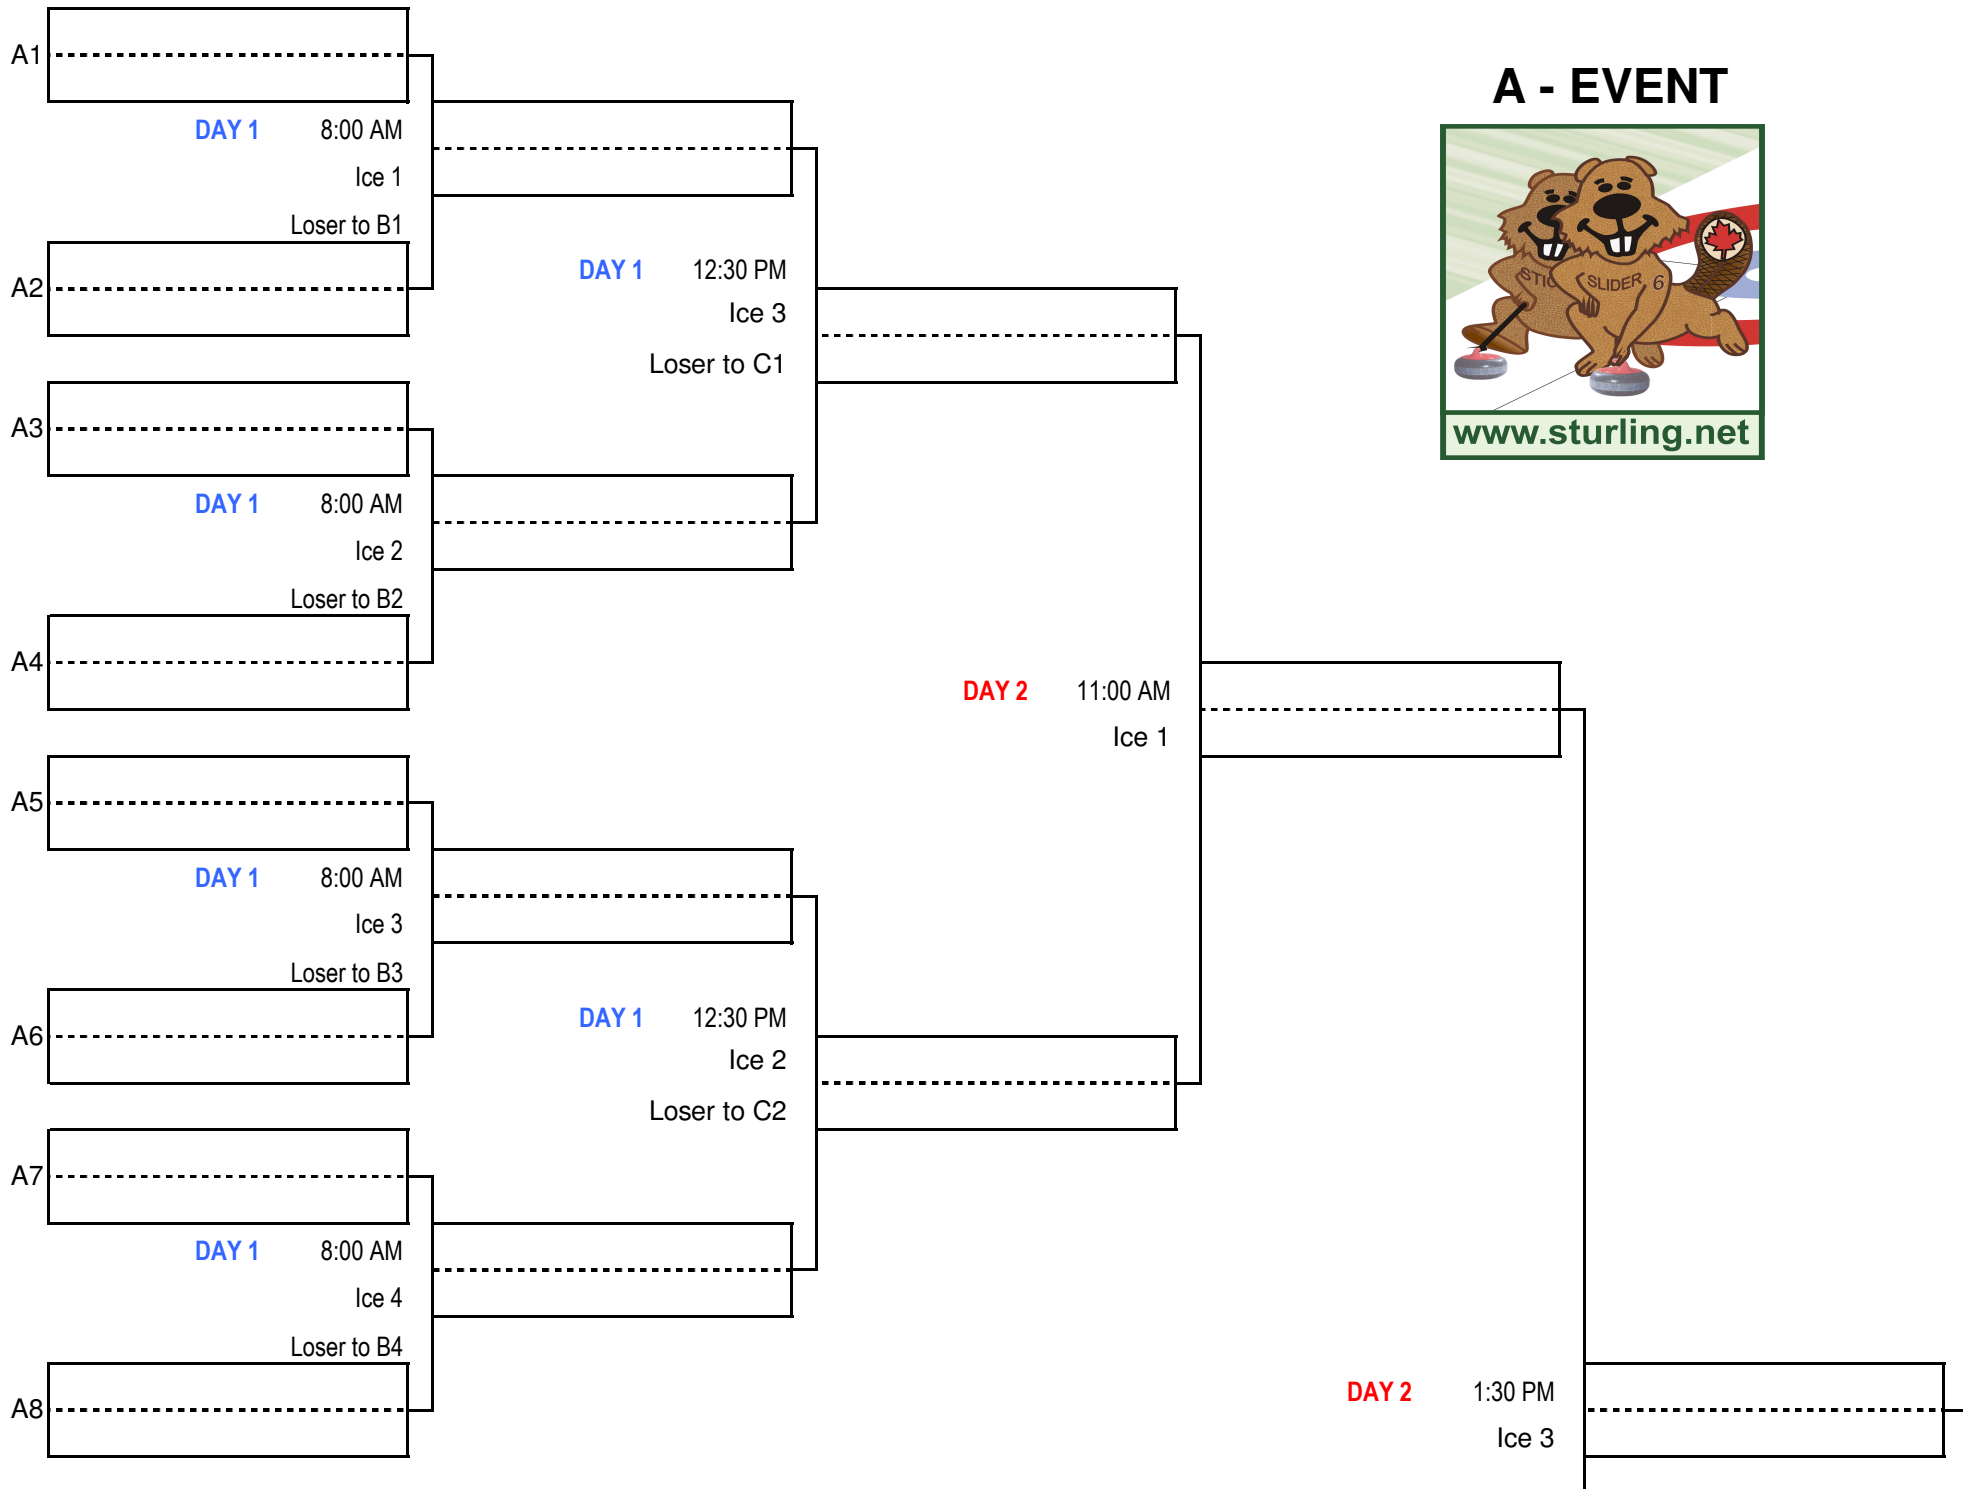 A - EVENT
STIC
SLIDER 6
www.sturling.net
A1
DAY 1 8:00 AM
Ice 1
Loser to B1
A2
DAY 1 12:30 PM
Ice 3
Loser to C1
A3
DAY 1 8:00 AM
Ice 2
Loser to B2
A4
DAY 2 11:00 AM
Ice 1
A5
DAY 1 8:00 AM
Ice 3
Loser to B3
A6
DAY 1 12:30 PM
Ice 2
Loser to C2
A7
DAY 1 8:00 AM
Ice 4
Loser to B4
A8
DAY 2 1:30 PM
Ice 3